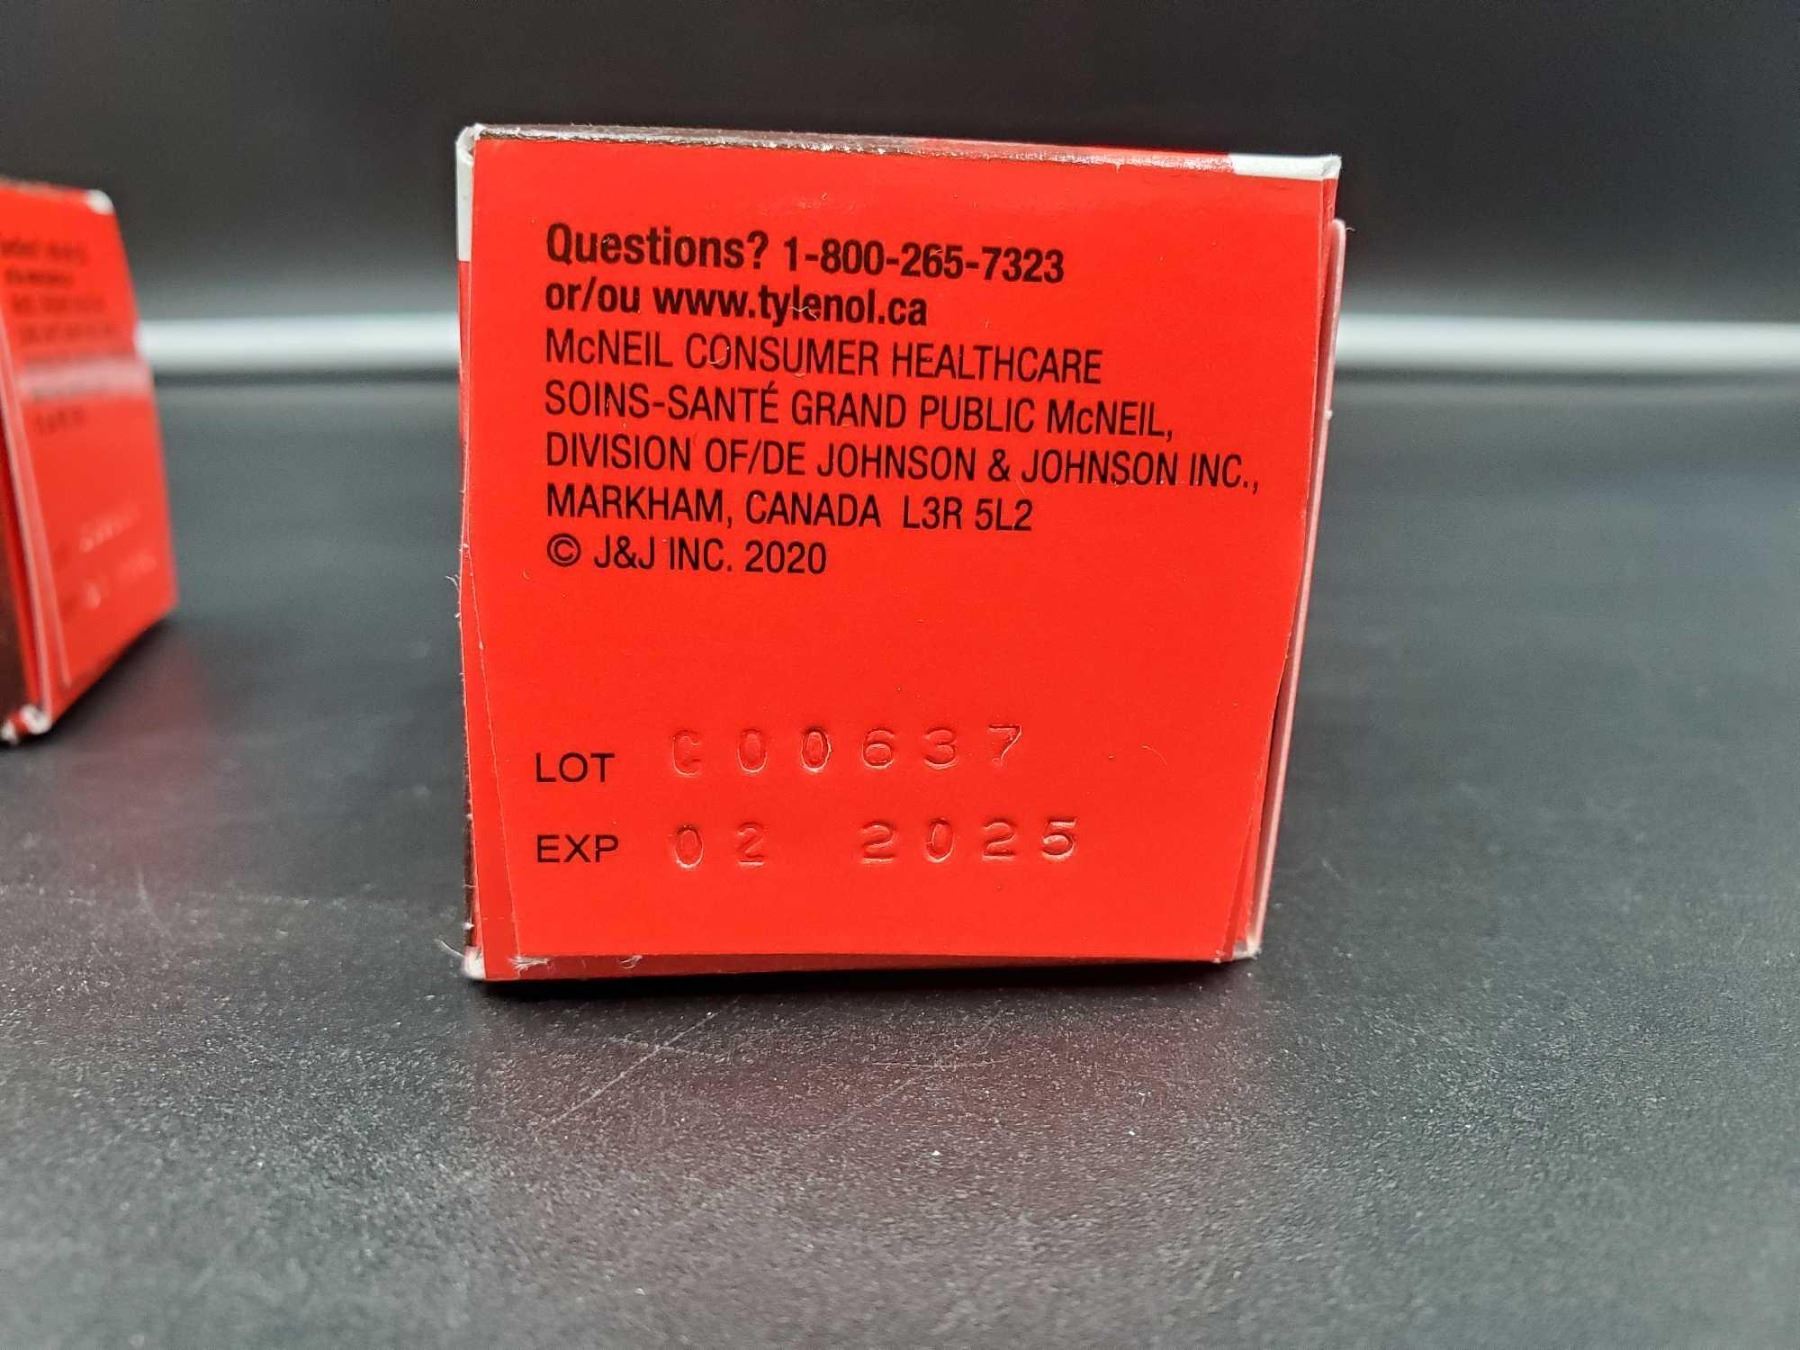 Questions? 1-800-265-7323
or/ou www.tylenol.ca
McNEIL CONSUMER HEALTHCARE
SOINS-SANTÉ GRAND PUBLIC McNEIL,
DIVISION OF/DE JOHNSON & JOHNSON INC.,
MARKHAM, CANADA L3R 5L2
© J&J INC. 2020
LOT C00637
EXP 02 2025